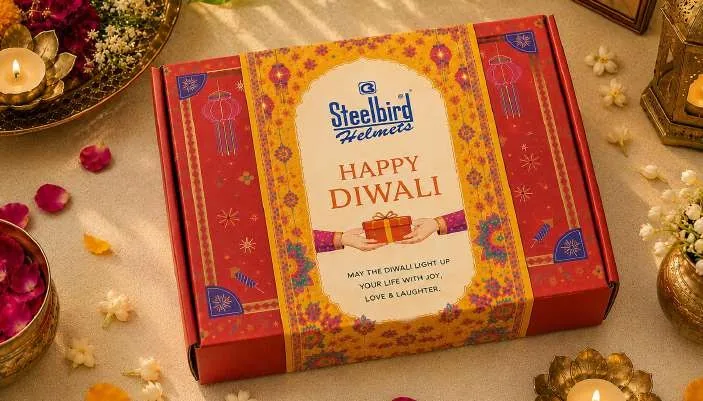 Steelbird®
Helmets
HAPPY
DIWALI
MAY THE DIWALI LIGHT UP
YOUR LIFE WITH JOY,
LOVE & LAUGHTER.